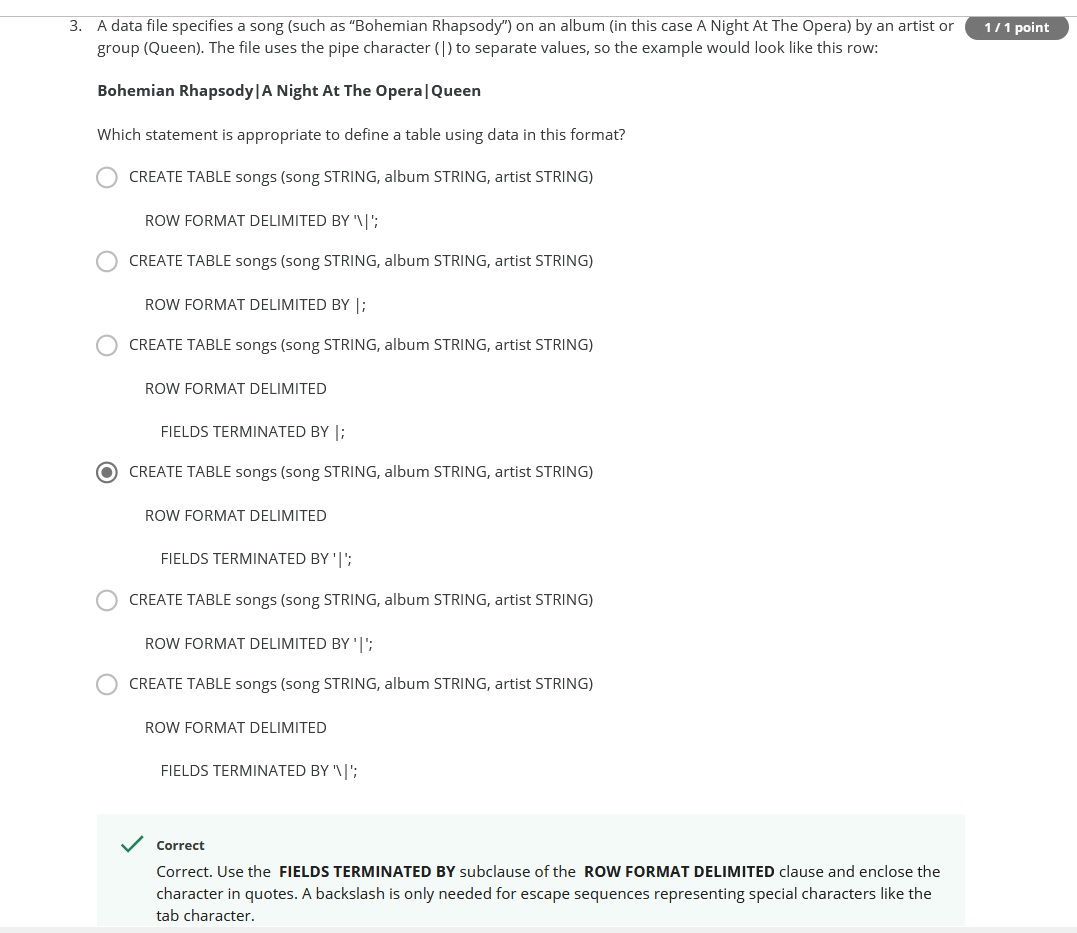 3. A data file specifies a song (such as “Bohemian Rhapsody”) on an album (in this case A Night At The Opera) by an artist or
1 / 1 point
group (Queen). The file uses the pipe character (|) to separate values, so the example would look like this row:
Bohemian Rhapsody|A Night At The Opera|Queen
Which statement is appropriate to define a table using data in this format?
CREATE TABLE songs (song STRING, album STRING, artist STRING)
ROW FORMAT DELIMITED BY '\|';
CREATE TABLE songs (song STRING, album STRING, artist STRING)
ROW FORMAT DELIMITED BY |;
CREATE TABLE songs (song STRING, album STRING, artist STRING)
ROW FORMAT DELIMITED
FIELDS TERMINATED BY |;
CREATE TABLE songs (song STRING, album STRING, artist STRING)
ROW FORMAT DELIMITED
FIELDS TERMINATED BY '|';
CREATE TABLE songs (song STRING, album STRING, artist STRING)
ROW FORMAT DELIMITED BY '|';
CREATE TABLE songs (song STRING, album STRING, artist STRING)
ROW FORMAT DELIMITED
FIELDS TERMINATED BY '\|';
Correct
Correct. Use the FIELDS TERMINATED BY subclause of the ROW FORMAT DELIMITED clause and enclose the
character in quotes. A backslash is only needed for escape sequences representing special characters like the
tab character.